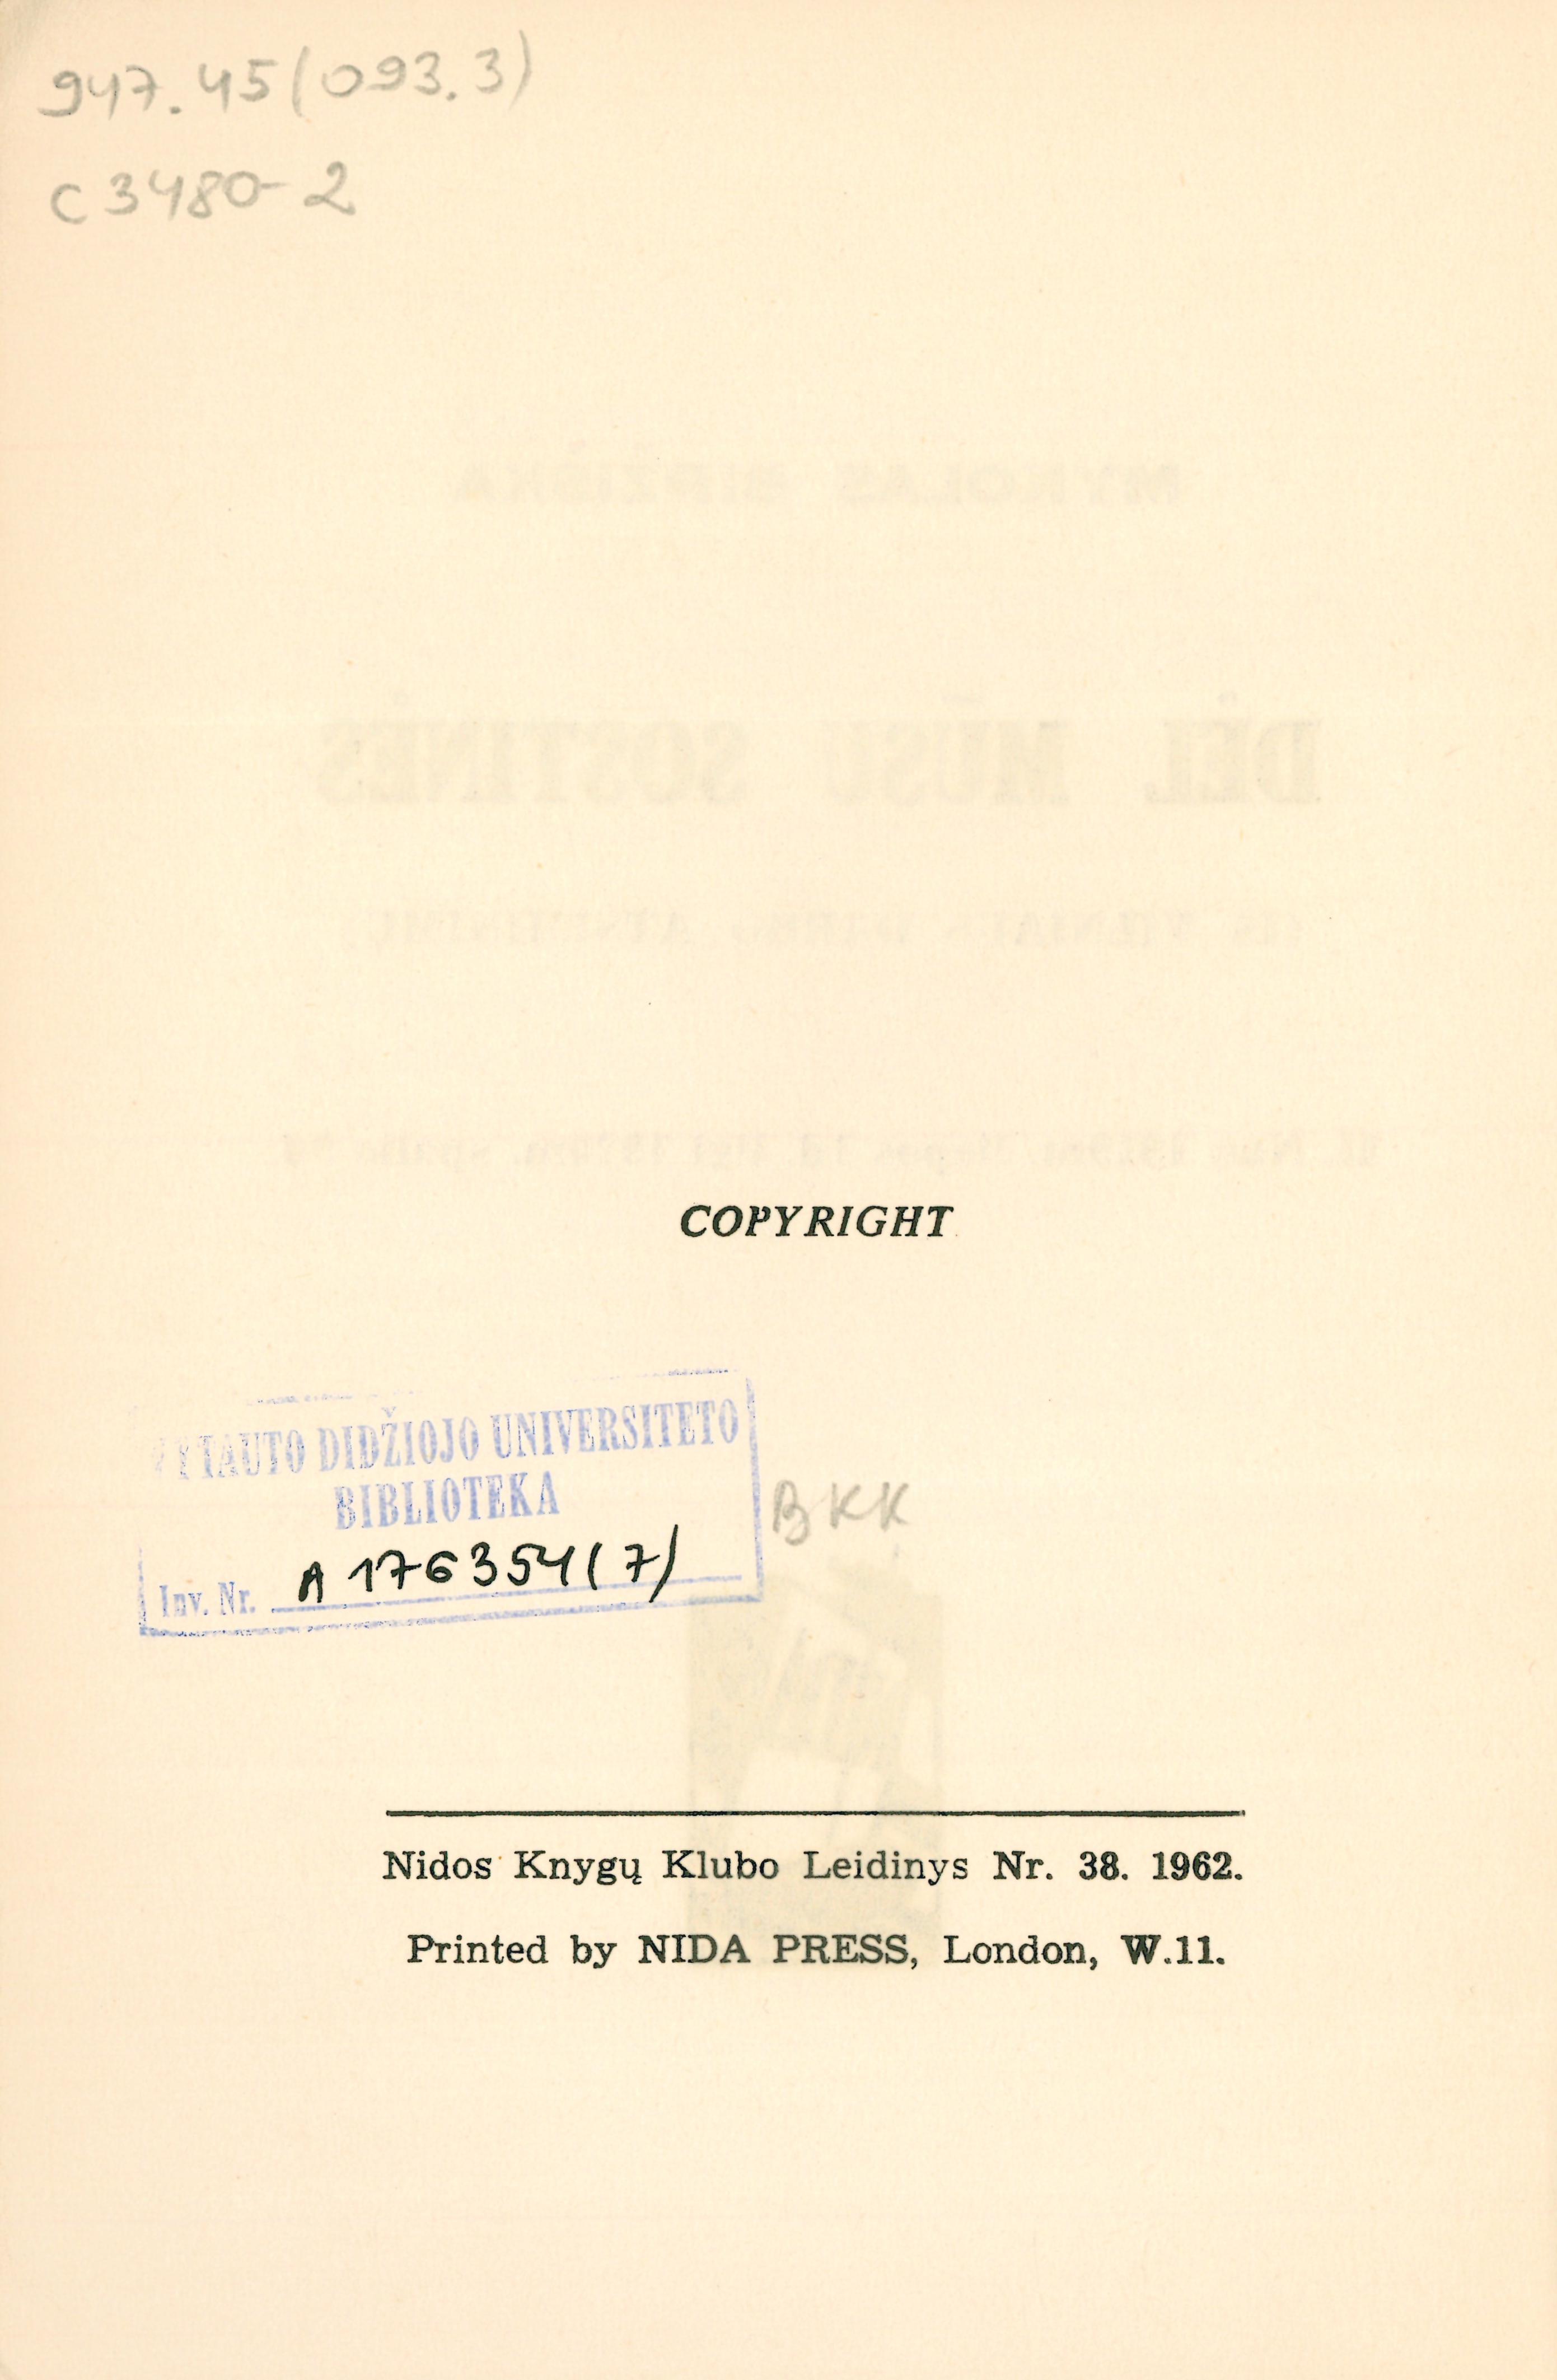 947.45(093.3)
C3480-2
COPYRIGHT
VYTAUTO DIDŽIOJO UNIVERSITETO
BIBLIOTEKA
BKK
Inv. Nr. A 176354(7)
Nidos Knygų Klubo Leidinys Nr. 38. 1962.
Printed by NIDA PRESS, London, W.11.